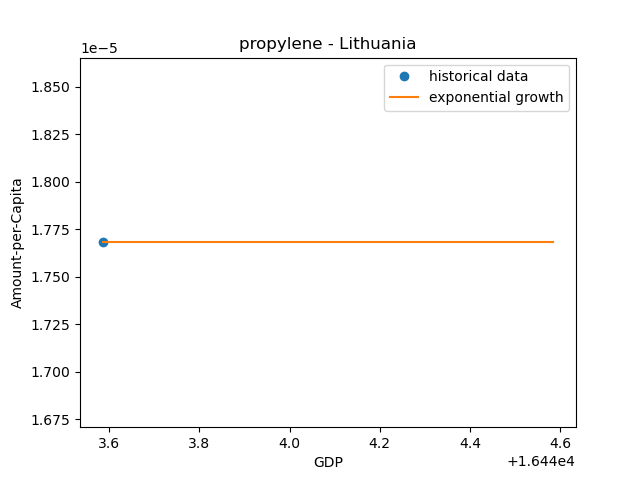 propylene - Lithuania
1e−5
historical data
exponential growth
1.850
1.825
1.800
1.775
1.750
1.725
1.700
1.675
Amount-per-Capita
3.6 3.8 4.0 4.2 4.4 4.6
+1.644e4
GDP